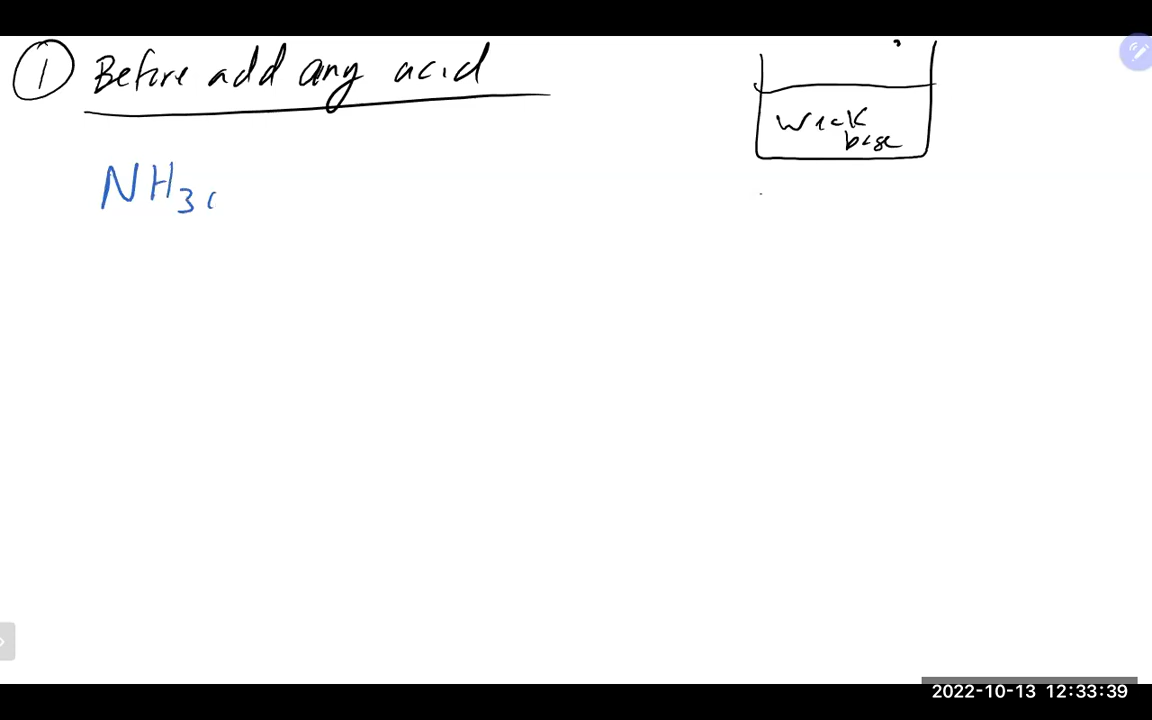 ① Before add any acid
Weak
base
NH₃(
2022-10-13 12:33:39